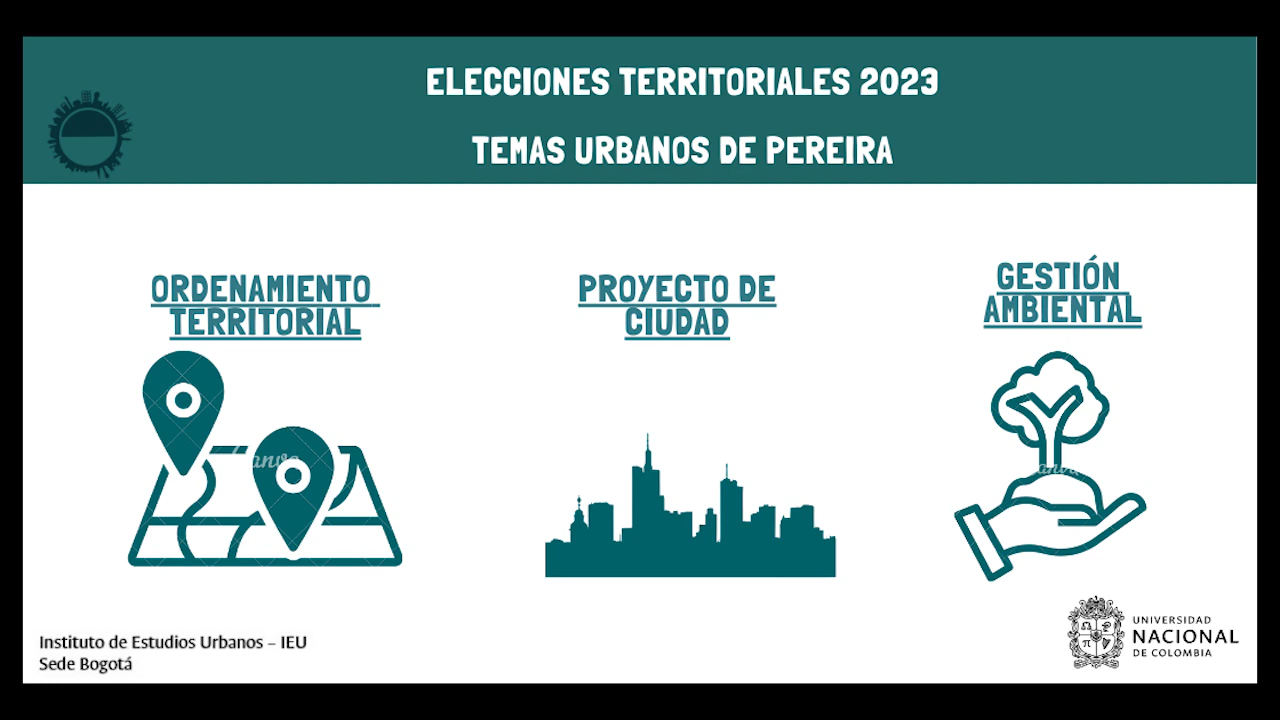 ELECCIONES TERRITORIALES 2023
TEMAS URBANOS DE PEREIRA
ORDENAMIENTO
TERRITORIAL
PROYECTO DE
CIUDAD
GESTIÓN
AMBIENTAL
Instituto de Estudios Urbanos – IEU
Sede Bogotá
UNIVERSIDAD
NACIONAL
DE COLOMBIA